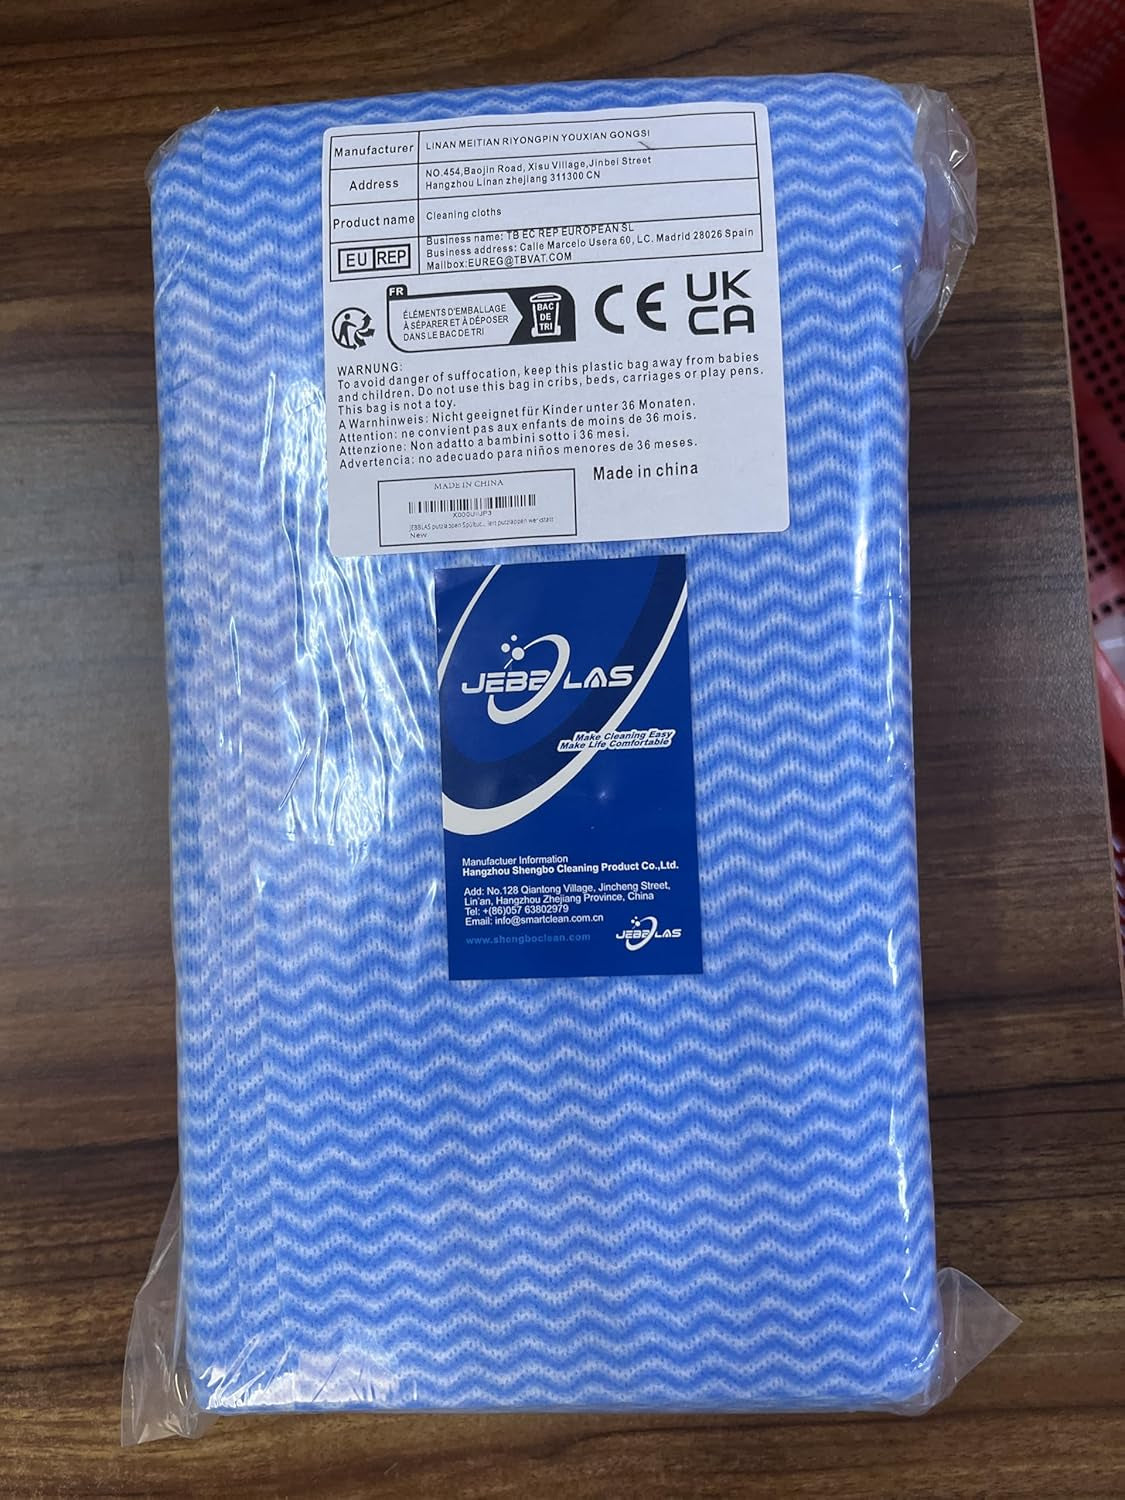 Manufacturer LINAN MEITIAN RIYONGPIN YOUXIAN GONGSI
Address NO.454,Baojin Road, Xisu Village,Jinbei Street
Hangzhou Linan zhejiang 311300 CN
Product name Cleaning cloths
EU REP Business name: TB EC REP EUROPEAN SL
Business address: Calle Marcelo Usera 60, LC. Madrid 28026 Spain
Mailbox:EUREG@TBVAT.COM
FR
ÉLÉMENTS D'EMBALLAGE
À SÉPARER ET À DÉPOSER
DANS LE BAC DE TRI
BAC
DE
TRI
CE
UK
CA
WARNUNG:
To avoid danger of suffocation, keep this plastic bag away from babies
and children. Do not use this bag in cribs, beds, carriages or play pens.
This bag is not a toy.
A Warnhinweis: Nicht geeignet für Kinder unter 36 Monaten.
Attention: ne convient pas aux enfants de moins de 36 mois.
Attenzione: Non adatto a bambini sotto i 36 mesi.
Advertencia: no adecuado para niños menores de 36 meses.
Made in china
MADE IN CHINA
JEBBLAS putzlappen putzlappen werkstatt
New
JEBBLAS
Make Cleaning Easy
Make Life Comfortable
Manufactuer Information
Hangzhou Shengbo Cleaning Product Co.,Ltd.
Add: No.128 Qiantong Village, Jincheng Street,
Lin'an, Hangzhou Zhejiang Province, China
Tel: +(86)057 63802979
Email: info@smartclean.com.cn
www.shengboclean.com
JEBBLAS